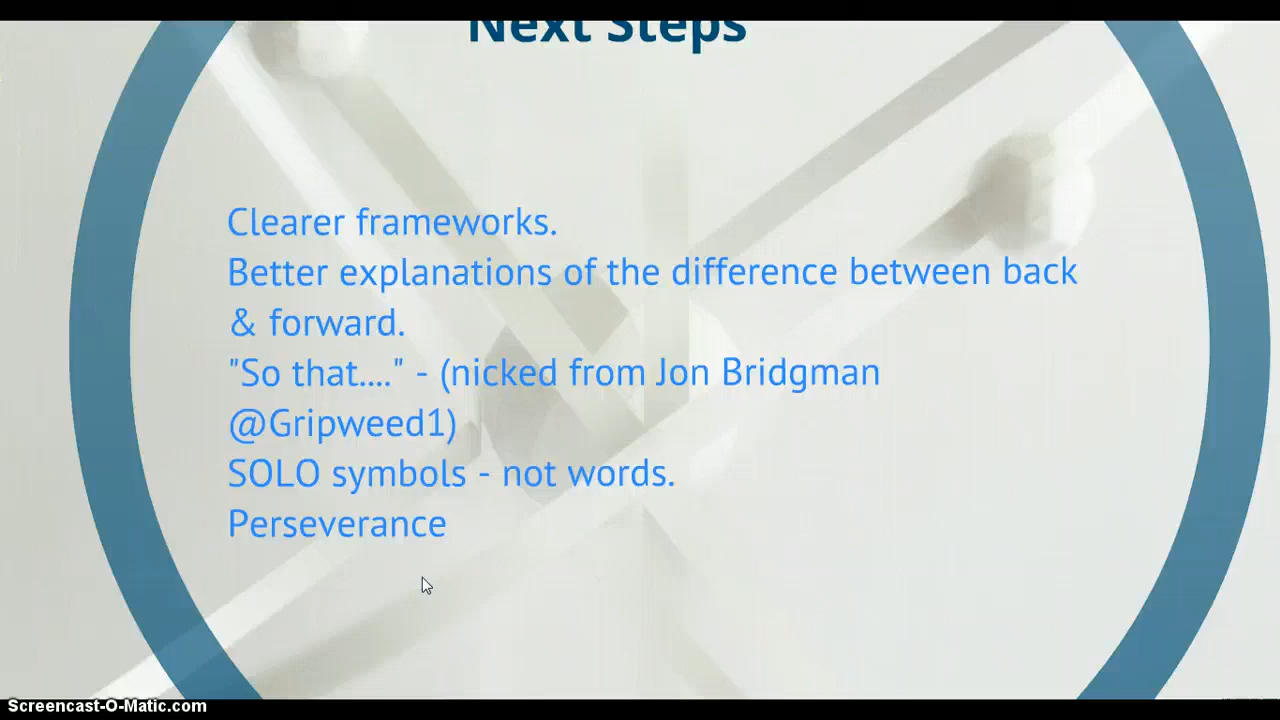 Next Steps
Clearer frameworks.
Better explanations of the difference between back
& forward.
"So that...." - (nicked from Jon Bridgman
@Gripweed1)
SOLO symbols - not words.
Perseverance
Screencast-O-Matic.com